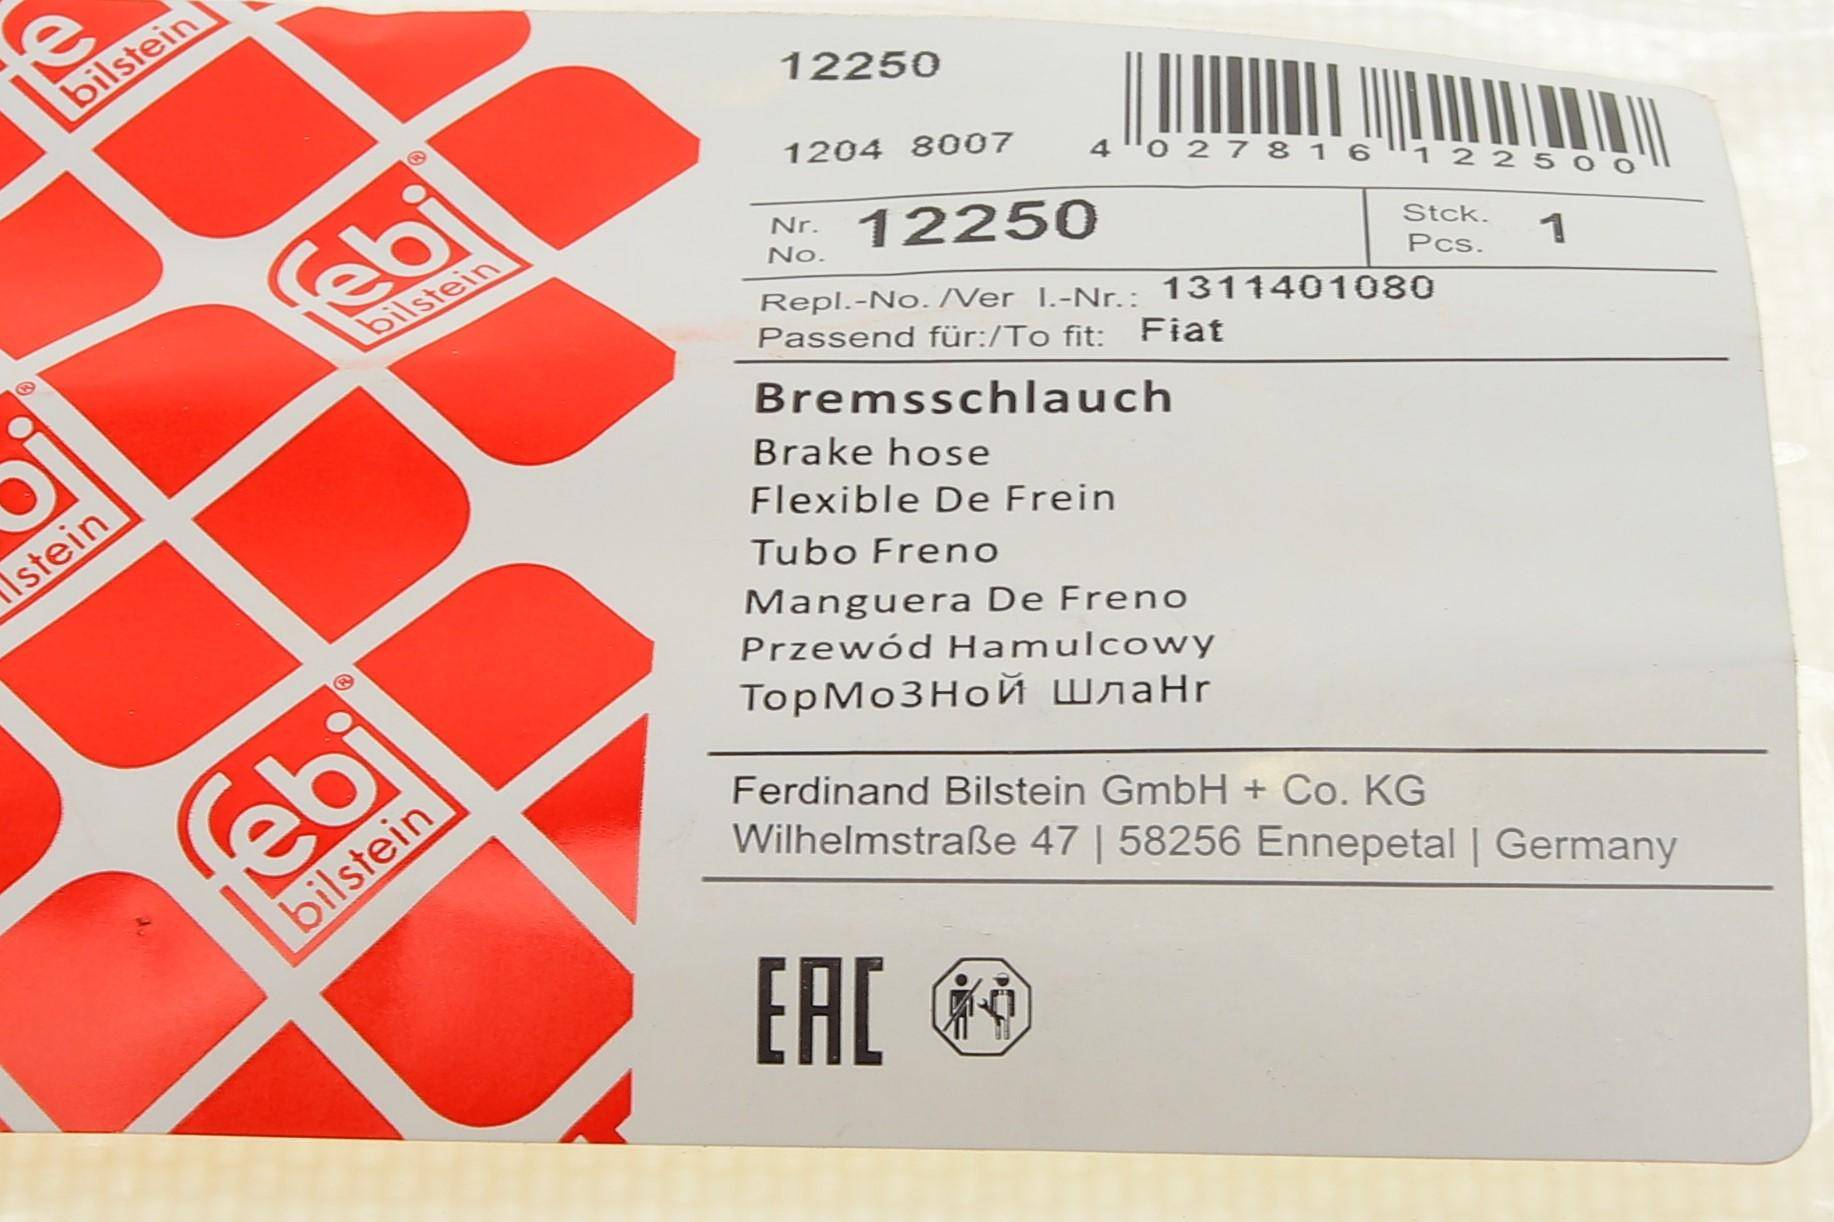 febi
bilstein
febi®
bilstein
febi®
bilstein
febi®
bilstein
12250
1204 8007
4 027816 122500
Nr.
No.
12250
Stck.
Pcs.
1
Repl.-No. /Ver l.-Nr.: 1311401080
Passend für:/To fit: Fiat
Bremsschlauch
Brake hose
Flexible De Frein
Tubo Freno
Manguera De Freno
Przewód Hamulcowy
ТорМоЗНоЙ ШлаНг
Ferdinand Bilstein GmbH + Co. KG
Wilhelmstraße 47 | 58256 Ennepetal | Germany
EAC